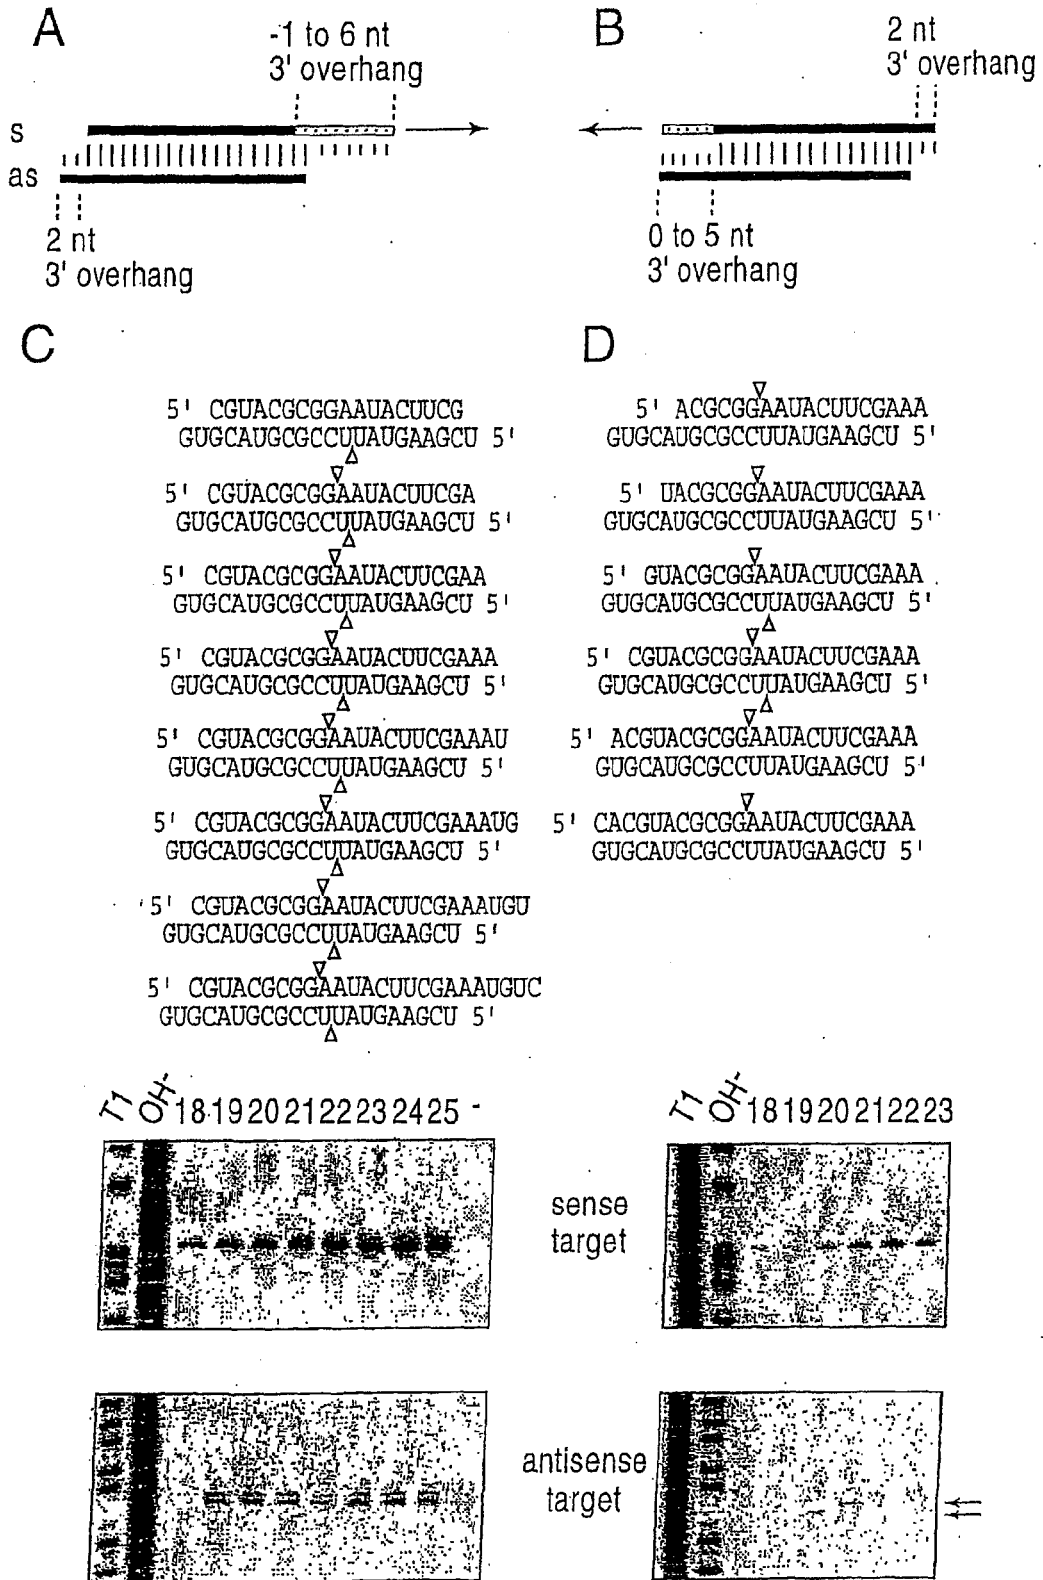 A
-1 to 6 nt
3' overhang
s
as
2 nt
3' overhang
B
2 nt
3' overhang
0 to 5 nt
3' overhang
C
5' CGUACGCGGAAUACUUCG
GUGCAUGCGCCUUAUGAAGCU 5'
5' CGUACGCGGAAUACUUCGA
GUGCAUGCGCCUUAUGAAGCU 5'
5' CGUACGCGGAAUACUUCGAA
GUGCAUGCGCCUUAUGAAGCU 5'
5' CGUACGCGGAAUACUUCGAAA
GUGCAUGCGCCUUAUGAAGCU 5'
5' CGUACGCGGAAUACUUCGAAAU
GUGCAUGCGCCUUAUGAAGCU 5'
5' CGUACGCGGAAUACUUCGAAAUG
GUGCAUGCGCCUUAUGAAGCU 5'
5' CGUACGCGGAAUACUUCGAAAUGU
GUGCAUGCGCCUUAUGAAGCU 5'
5' CGUACGCGGAAUACUUCGAAAUGUC
GUGCAUGCGCCUUAUGAAGCU 5'
D
5' ACGCGGAAUACUUCGAAA
GUGCAUGCGCCUUAUGAAGCU 5'
5' UACGCGGAAUACUUCGAAA
GUGCAUGCGCCUUAUGAAGCU 5'
5' GUACGCGGAAUACUUCGAAA
GUGCAUGCGCCUUAUGAAGCU 5'
5' CGUACGCGGAAUACUUCGAAA
GUGCAUGCGCCUUAUGAAGCU 5'
5' ACGUACGCGGAAUACUUCGAAA
GUGCAUGCGCCUUAUGAAGCU 5'
5' CACGUACGCGGAAUACUUCGAAA
GUGCAUGCGCCUUAUGAAGCU 5'
T1 OH- 18 19 20 21 22 23 24 25 -
T1 OH- 18 19 20 21 22 23
sense
target
antisense
target